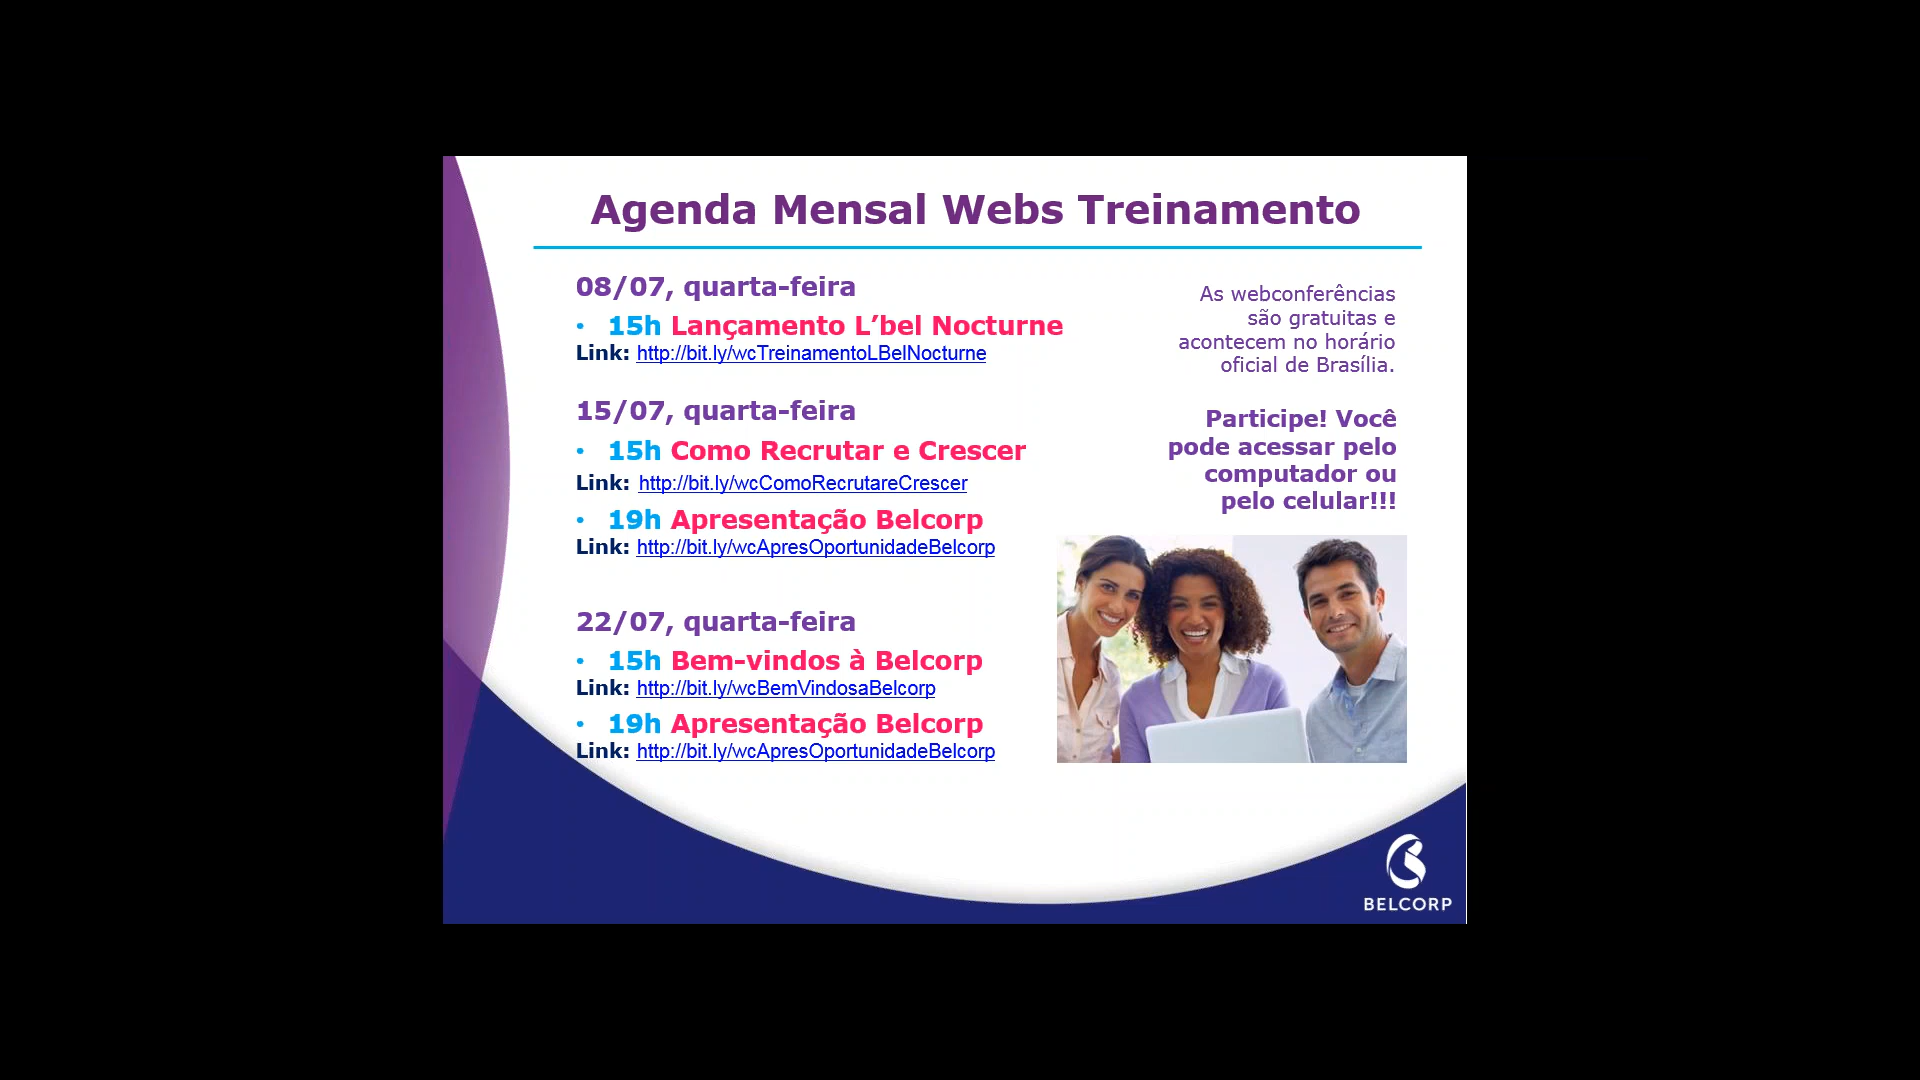 Agenda Mensal Webs Treinamento
08/07, quarta-feira
• 15h Lançamento L’bel Nocturne
Link: http://bit.ly/wcTreinamentoLBelNocturne
15/07, quarta-feira
• 15h Como Recrutar e Crescer
Link: http://bit.ly/wcComoRecrutareCrescer
• 19h Apresentação Belcorp
Link: http://bit.ly/wcApresOportunidadeBelcorp
22/07, quarta-feira
• 15h Bem-vindos à Belcorp
Link: http://bit.ly/wcBemVindosaBelcorp
• 19h Apresentação Belcorp
Link: http://bit.ly/wcApresOportunidadeBelcorp
As webconferências
são gratuitas e
acontecem no horário
oficial de Brasília.
Participe! Você
pode acessar pelo
computador ou
pelo celular!!!
BELCORP